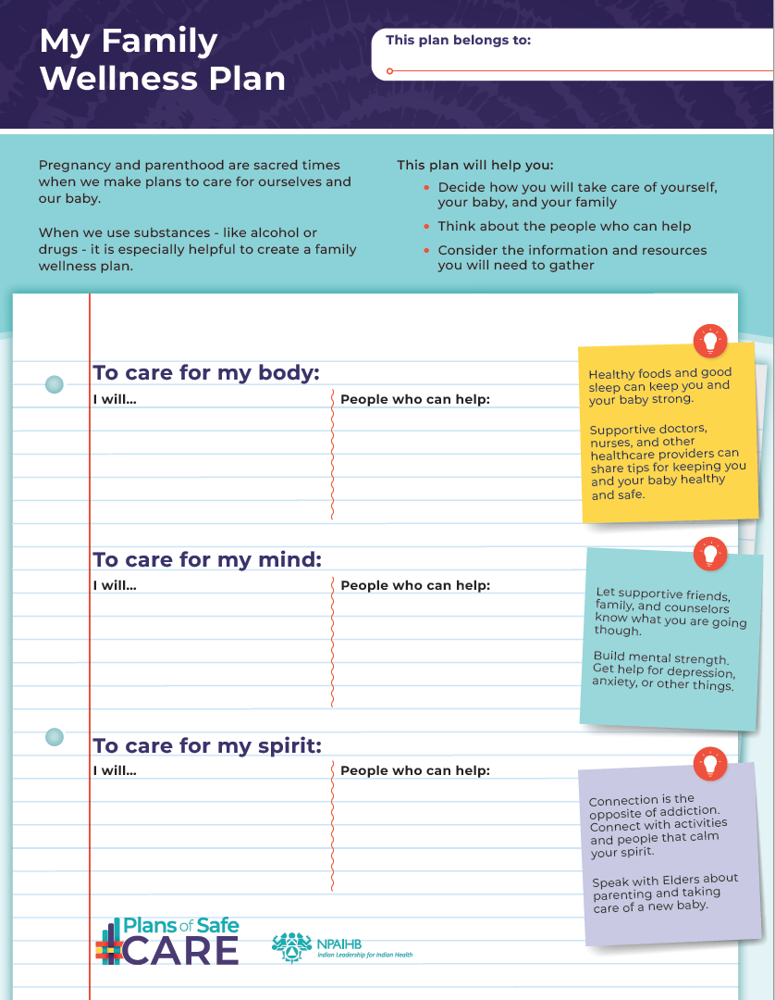 My Family
Wellness Plan
This plan belongs to:
Pregnancy and parenthood are sacred times
when we make plans to care for ourselves and
our baby.
When we use substances - like alcohol or
drugs - it is especially helpful to create a family
wellness plan.
This plan will help you:
• Decide how you will take care of yourself,
your baby, and your family
• Think about the people who can help
• Consider the information and resources
you will need to gather
To care for my body:
I will...
People who can help:
Healthy foods and good
sleep can keep you and
your baby strong.
Supportive doctors,
nurses, and other
healthcare providers can
share tips for keeping you
and your baby healthy
and safe.
To care for my mind:
I will...
People who can help:
Let supportive friends,
family, and counselors
know what you are going
though.
Build mental strength.
Get help for depression,
anxiety, or other things.
To care for my spirit:
I will...
People who can help:
Connection is the
opposite of addiction.
Connect with activities
and people that calm
your spirit.
Speak with Elders about
parenting and taking
care of a new baby.
Plans of Safe
CARE
NPAIHB
Indian Leadership for Indian Health